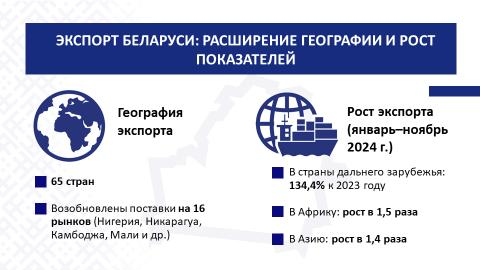 ЭКСПОРТ БЕЛАРУСИ: РАСШИРЕНИЕ ГЕОГРАФИИ И РОСТ
ПОКАЗАТЕЛЕЙ
География
экспорта
65 стран
Возобновлены поставки на 16
рынков (Нигерия, Никарагуа,
Камбоджа, Мали и др.)
Рост экспорта
(январь–ноябрь
2024 г.)
В страны дальнего зарубежья:
134,4% к 2023 году
В Африку: рост в 1,5 раза
В Азию: рост в 1,4 раза